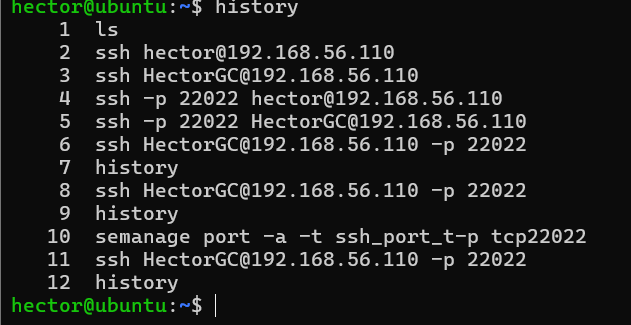 hector@ubuntu:~$ history
1 ls
2 ssh hector@192.168.56.110
3 ssh HectorGC@192.168.56.110
4 ssh -p 22022 hector@192.168.56.110
5 ssh -p 22022 HectorGC@192.168.56.110
6 ssh HectorGC@192.168.56.110 -p 22022
7 history
8 ssh HectorGC@192.168.56.110 -p 22022
9 history
10 semanage port -a -t ssh_port_t-p tcp22022
11 ssh HectorGC@192.168.56.110 -p 22022
12 history
hector@ubuntu:~$